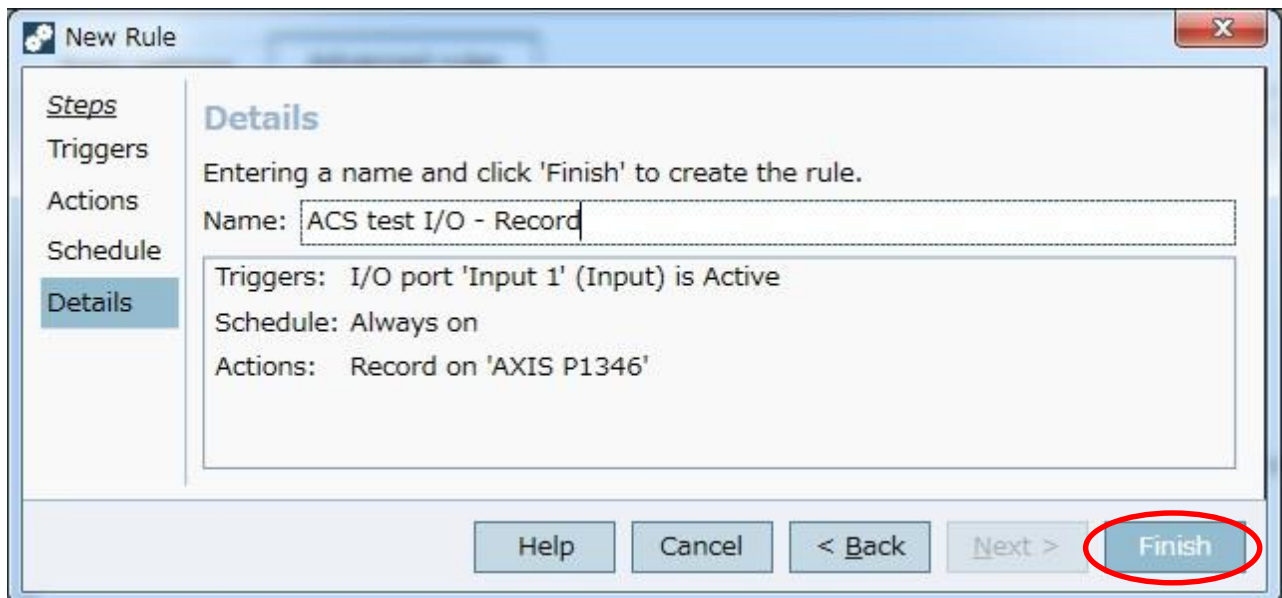 New Rule
Steps
Triggers
Actions
Schedule
Details
Details
Entering a name and click 'Finish' to create the rule.
Name: ACS test I/O - Record
Triggers: I/O port 'Input 1' (Input) is Active
Schedule: Always on
Actions: Record on 'AXIS P1346'
Help Cancel < Back Next > Finish